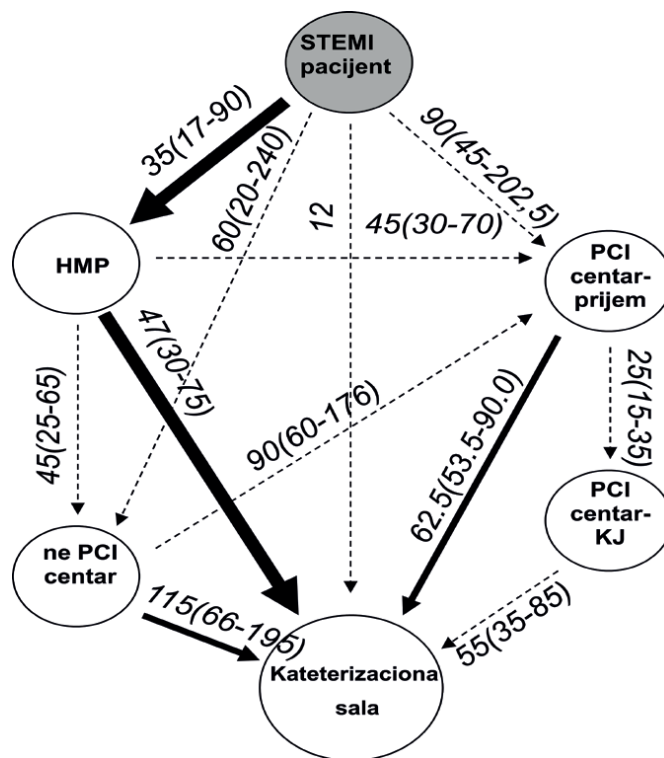 STEMI
pacijent
35(17-90)
60(20-240)
12
90(45-202,5)
45(30-70)
HMP
PCI
centar-
prijem
47(30-75)
45(25-65)
90(60-176)
62.5(53.5-90.0)
25(15-35)
ne PCI
centar
PCI
centar-
KJ
115(66-195)
55(35-85)
Kateterizaciona
sala